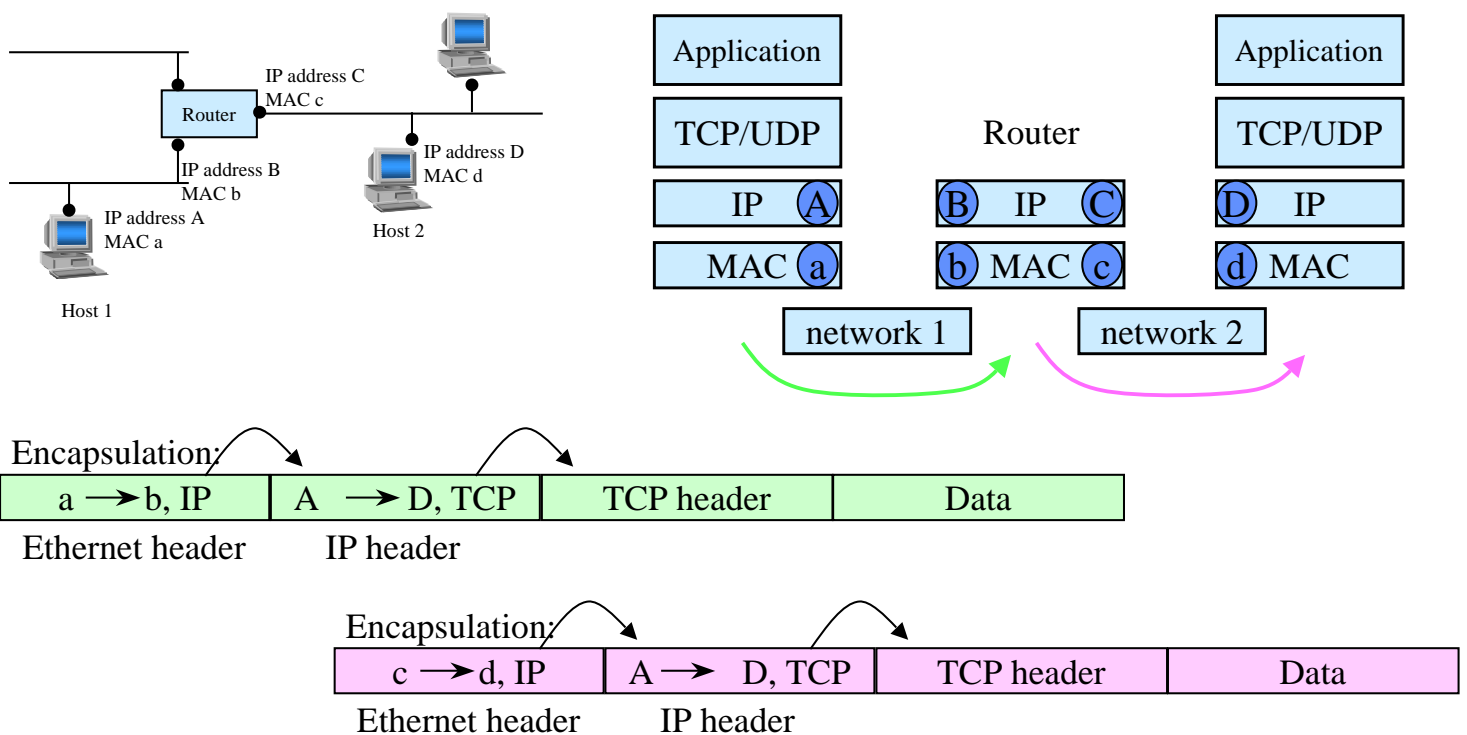 IP address C
MAC c
Router
IP address B
MAC b
IP address D
MAC d
Host 2
IP address A
MAC a
Host 1
Application
TCP/UDP
IP A
MAC a
Router
B IP C
b MAC c
Application
TCP/UDP
D IP
d MAC
network 1
network 2
Encapsulation:
a → b, IP
A → D, TCP
TCP header
Data
Ethernet header
IP header
Encapsulation:
c → d, IP
A → D, TCP
TCP header
Data
Ethernet header
IP header